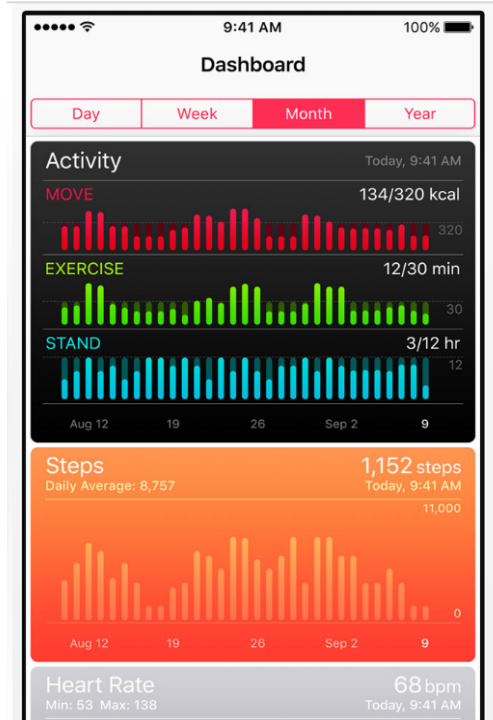 9:41 AM 100%
Dashboard
Day Week Month Year
Activity Today, 9:41 AM
MOVE 134/320 kcal
320
EXERCISE 12/30 min
30
STAND 3/12 hr
12
Aug 12 19 26 Sep 2 9
Steps 1,152 steps
Daily Average: 8,757 Today, 9:41 AM
11,000
0
Aug 12 19 26 Sep 2 9
Heart Rate 68 bpm
Min: 53 Max: 138 Today, 9:41 AM